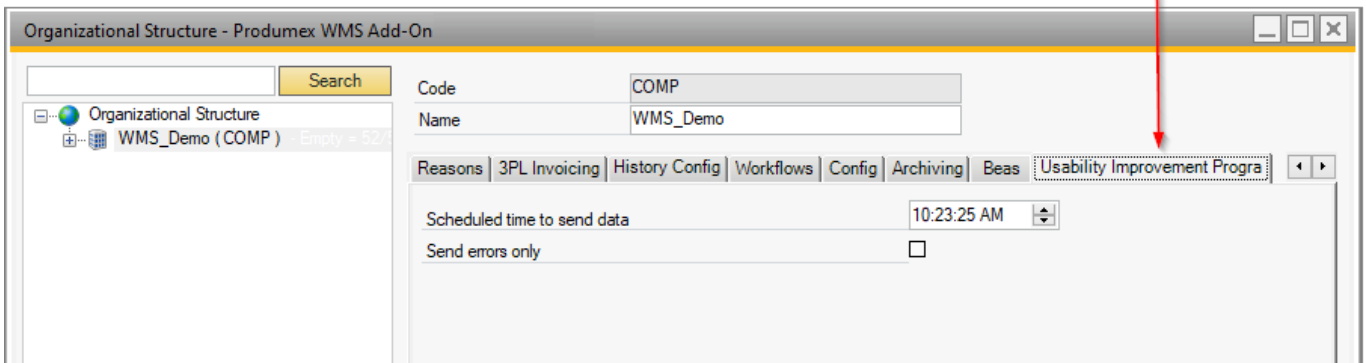 Organizational Structure - Produmex WMS Add-On
Search
Organizational Structure
WMS_Demo ( COMP ) - Empty = 52/
Code COMP
Name WMS_Demo
Reasons 3PL Invoicing History Config Workflows Config Archiving Beas Usability Improvement Progra
Scheduled time to send data 10:23:25 AM
Send errors only